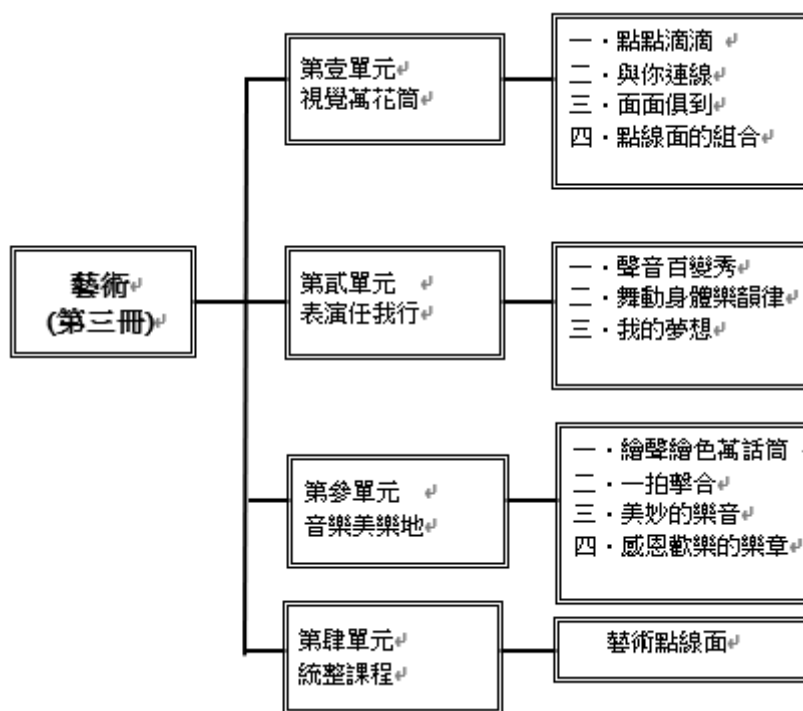 藝術
(第三冊)
第壹單元
視覺萬花筒
一．點點滴滴
二．與你連線
三．面面俱到
四．點線面的組合
第貳單元
表演任我行
一．聲音百變秀
二．舞動身體樂韻律
三．我的夢想
第參單元
音樂美樂地
一．繪聲繪色萬話筒
二．一拍擊合
三．美妙的樂音
四．感恩歡樂的樂章
第肆單元
統整課程
藝術點線面